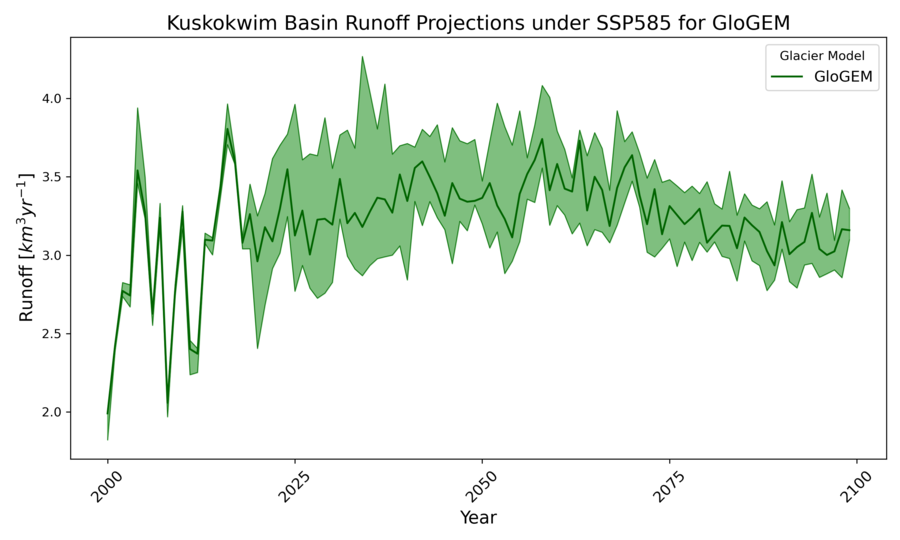 Kuskokwim Basin Runoff Projections under SSP585 for GloGEM
Glacier Model
GloGEM
4.0
3.5
3.0
2.5
2.0
Runoff [km³yr⁻¹]
2000
2025
2050
2075
2100
Year